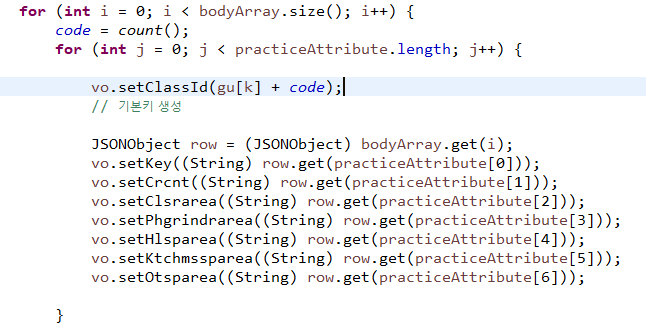 for (int i = 0; i < bodyArray.size(); i++) {
code = count();
for (int j = 0; j < practiceAttribute.length; j++) {
vo.setClassId(gu[k] + code);
// 기본키 생성
JSONObject row = (JSONObject) bodyArray.get(i);
vo.setKey((String) row.get(practiceAttribute[0]));
vo.setCrcnt((String) row.get(practiceAttribute[1]));
vo.setClsrarea((String) row.get(practiceAttribute[2]));
vo.setPhgrindrarea((String) row.get(practiceAttribute[3]));
vo.setHlsparea((String) row.get(practiceAttribute[4]));
vo.setKtchmssparea((String) row.get(practiceAttribute[5]));
vo.setOtsparea((String) row.get(practiceAttribute[6]));
}